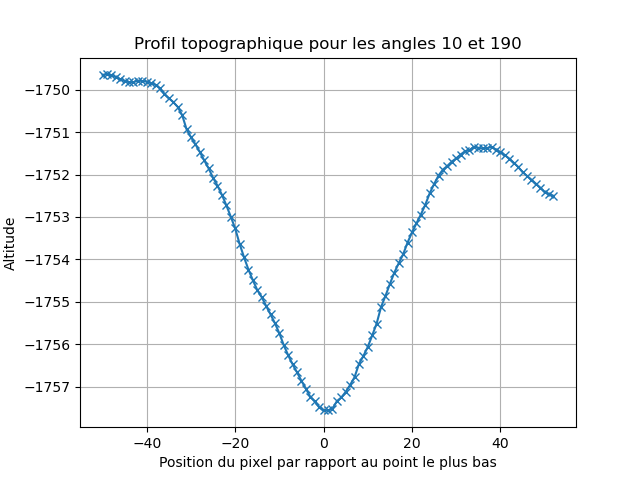 Profil topographique pour les angles 10 et 190
Altitude
−1750
−1751
−1752
−1753
−1754
−1755
−1756
−1757
−40 −20 0 20 40
Position du pixel par rapport au point le plus bas